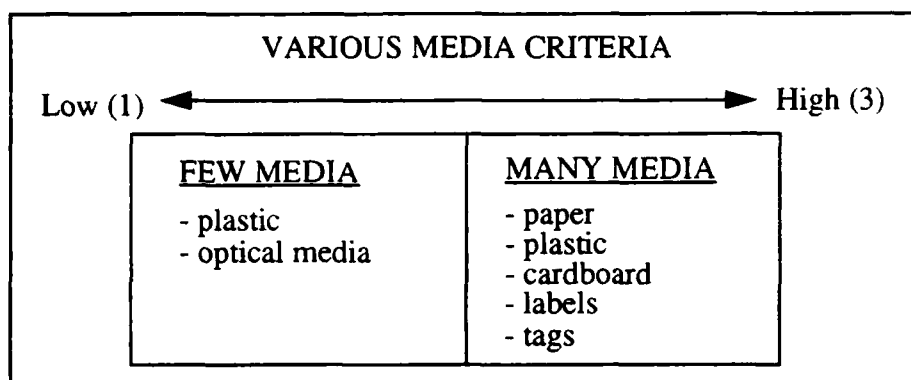 VARIOUS MEDIA CRITERIA
Low (1)
High (3)
FEW MEDIA
- plastic
- optical media
MANY MEDIA
- paper
- plastic
- cardboard
- labels
- tags